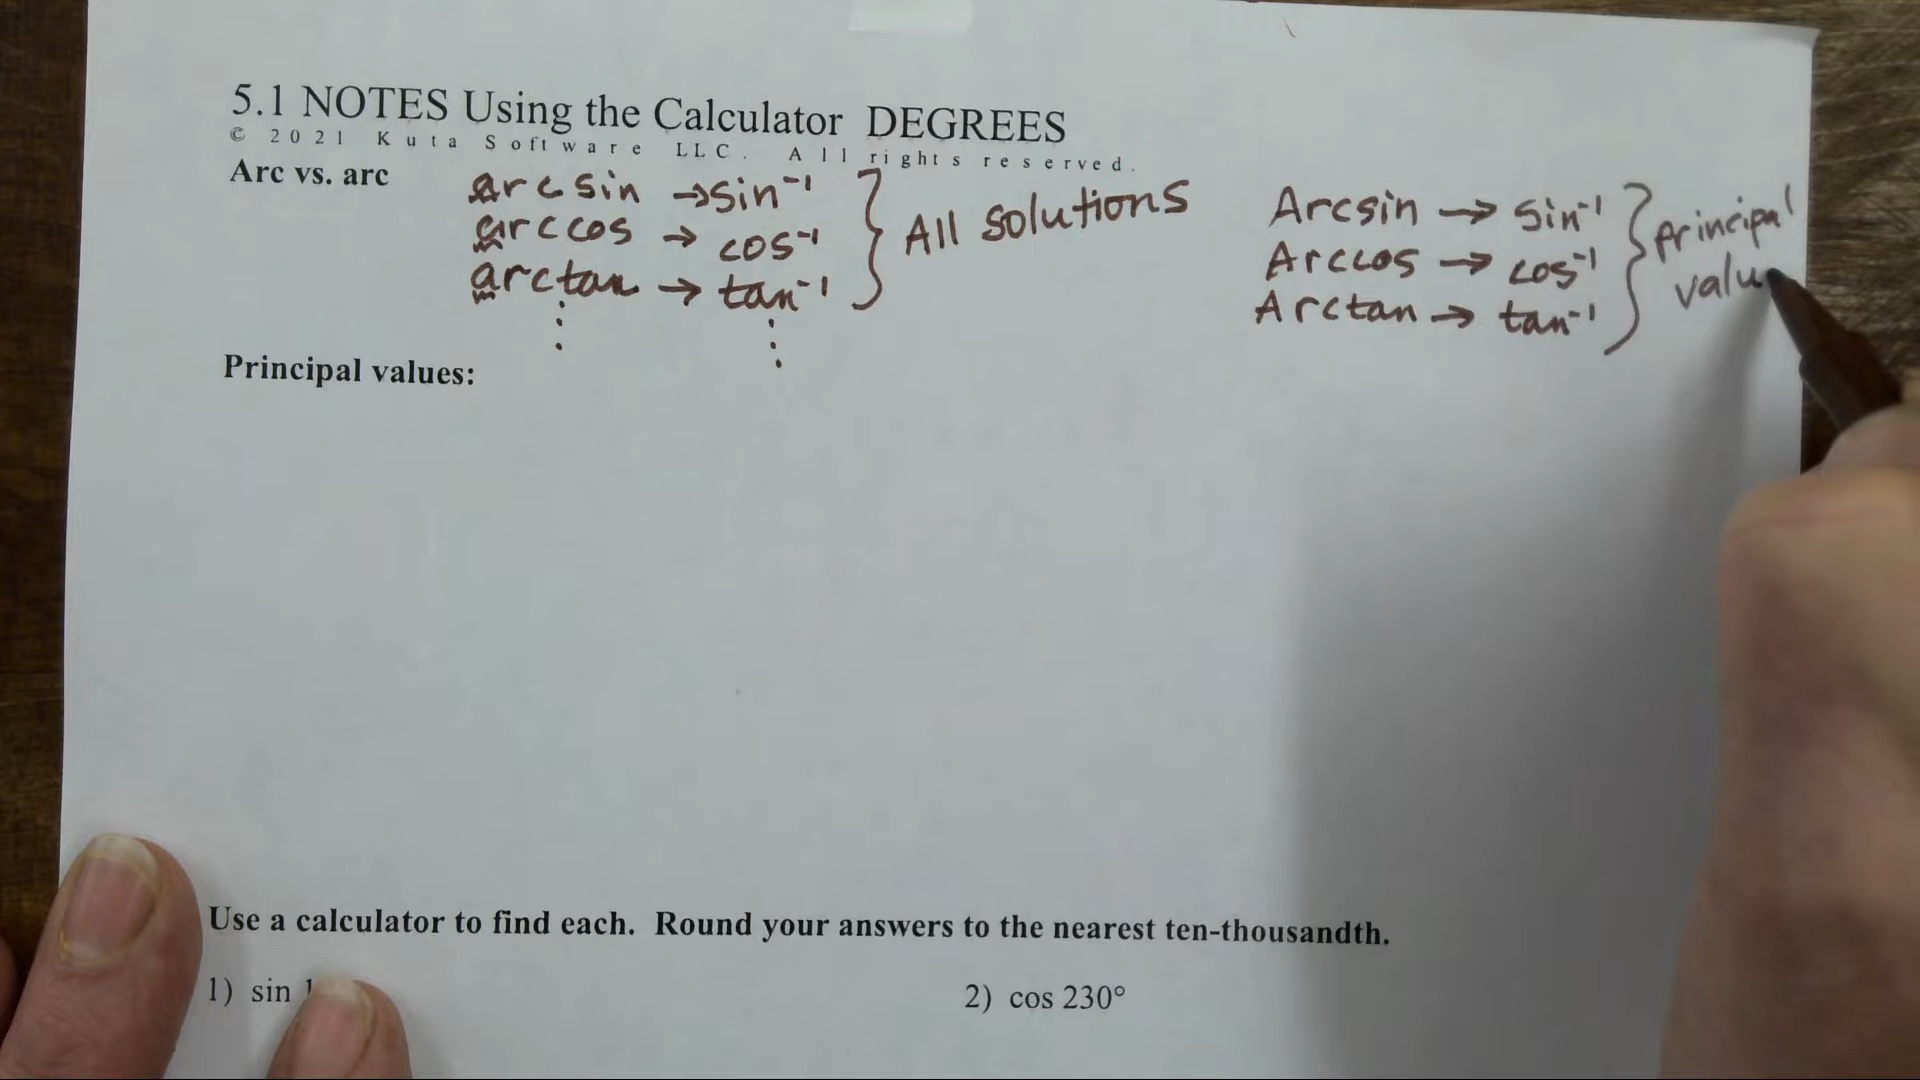 5.1 NOTES Using the Calculator DEGREES
© 2021 Kuta Software LLC. All rights reserved.
Arc vs. arc
arcsin → sin⁻¹
arccos → cos⁻¹
arctan → tan⁻¹
All solutions
Arcsin → sin⁻¹
Arccos → cos⁻¹
Arctan → tan⁻¹
principal
valu
Principal values:
Use a calculator to find each. Round your answers to the nearest ten-thousandth.
1) sin
2) cos 230°